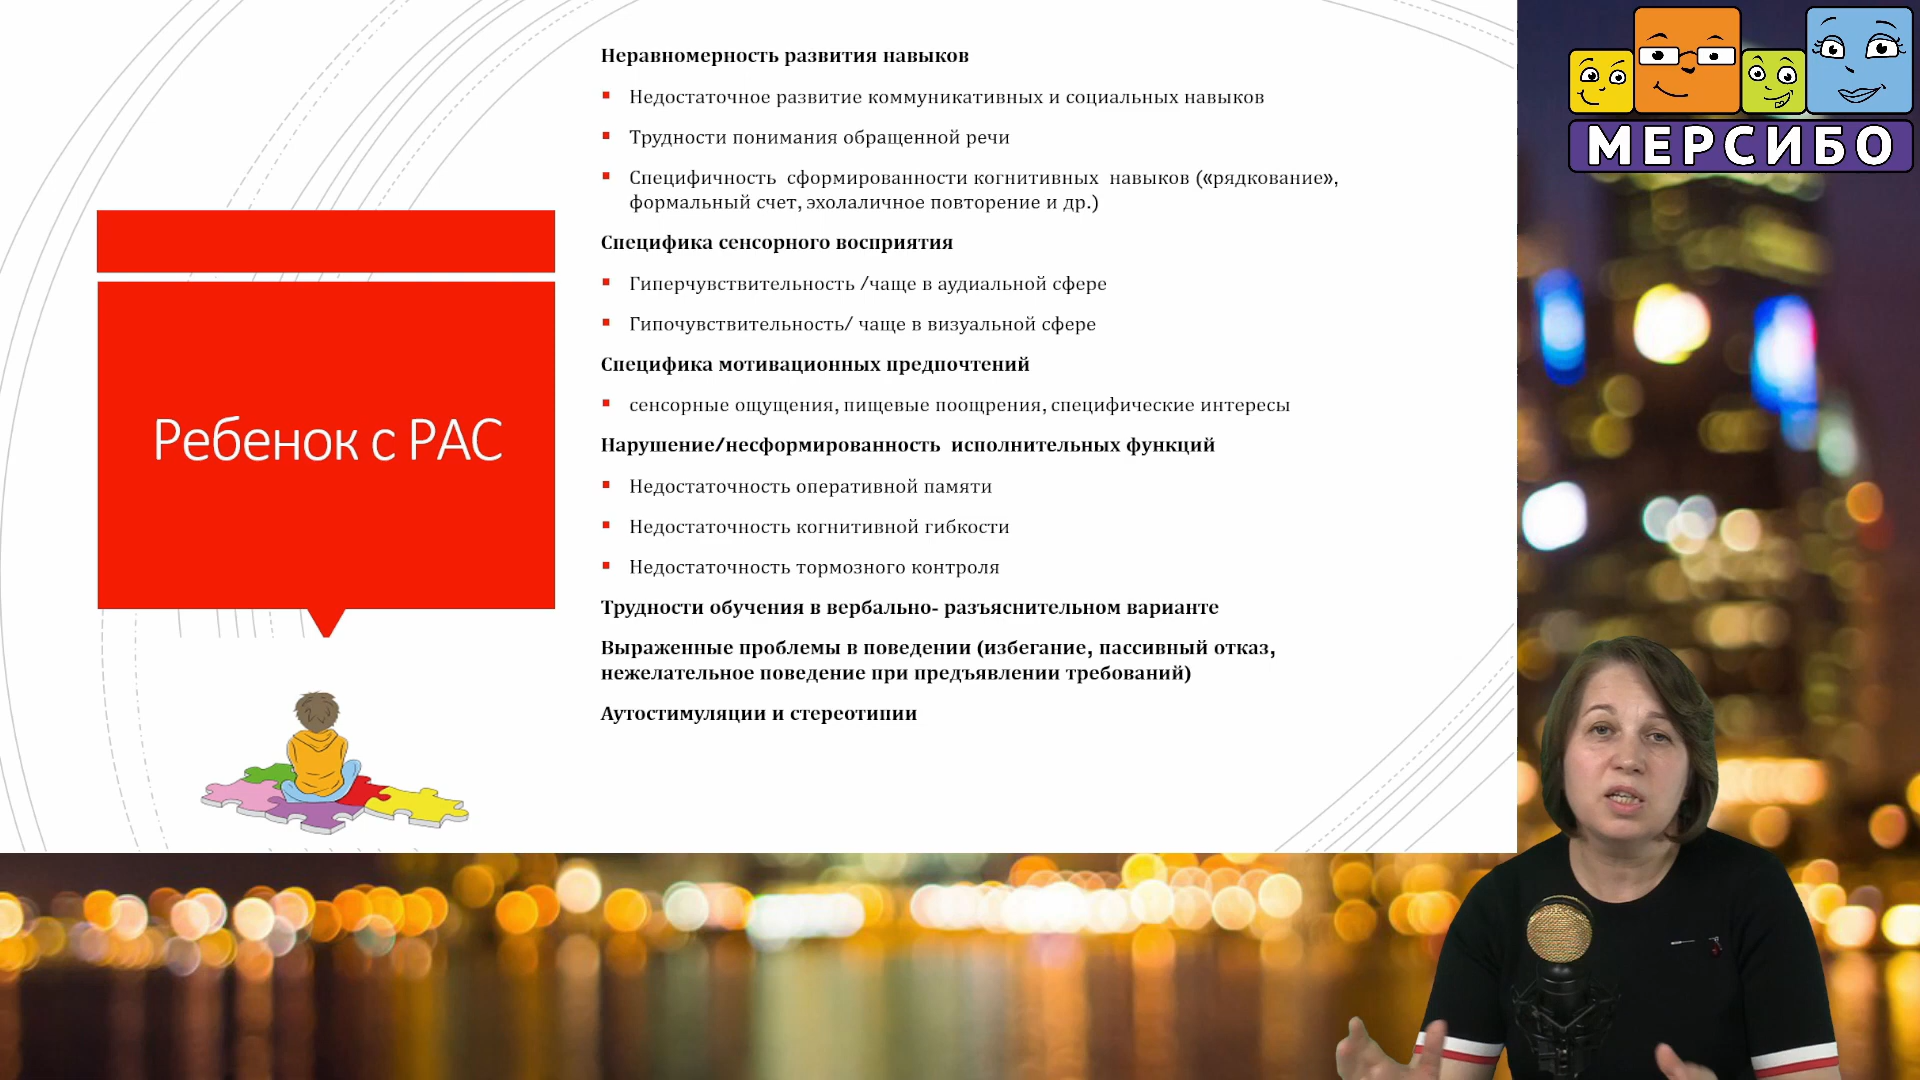 Неравномерность развития навыков
Недостаточное развитие коммуникативных и социальных навыков
Трудности понимания обращенной речи
Специфичность сформированности когнитивных навыков («рядкование»,
формальный счет, эхолаличное повторение и др.)
Специфика сенсорного восприятия
Гиперчувствительность /чаще в аудиальной сфере
Гипочувствительность/ чаще в визуальной сфере
Специфика мотивационных предпочтений
сенсорные ощущения, пищевые поощрения, специфические интересы
Нарушение/несформированность исполнительных функций
Недостаточность оперативной памяти
Недостаточность когнитивной гибкости
Недостаточность тормозного контроля
Трудности обучения в вербально- разъяснительном варианте
Выраженные проблемы в поведении (избегание, пассивный отказ,
нежелательное поведение при предъявлении требований)
Аутостимуляции и стереотипии
Ребенок с РАС
МЕРСИБО